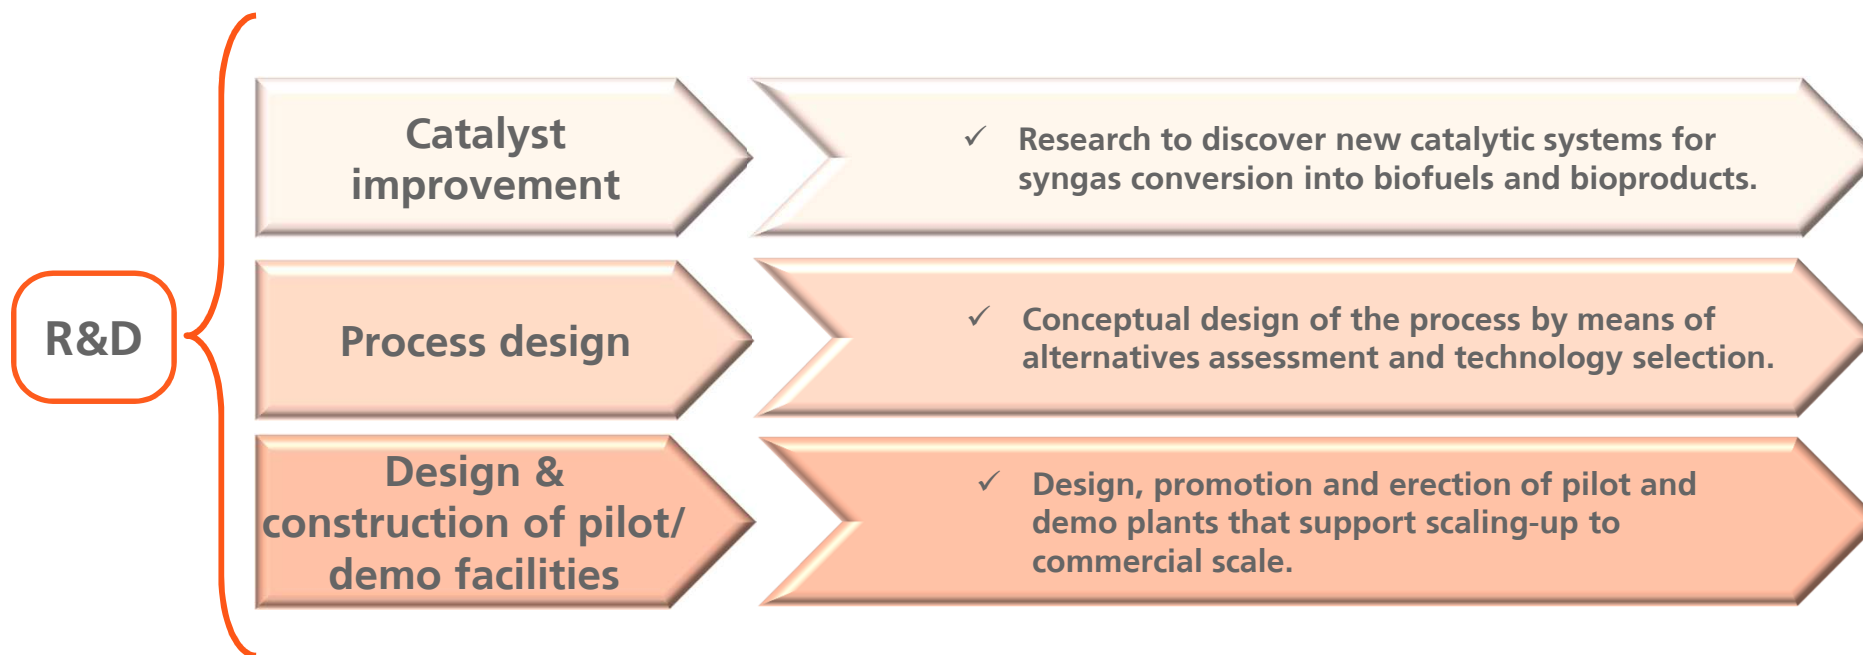 R&D
Catalyst
improvement
✓ Research to discover new catalytic systems for
syngas conversion into biofuels and bioproducts.
Process design
✓ Conceptual design of the process by means of
alternatives assessment and technology selection.
Design &
construction of pilot/
demo facilities
✓ Design, promotion and erection of pilot and
demo plants that support scaling-up to
commercial scale.